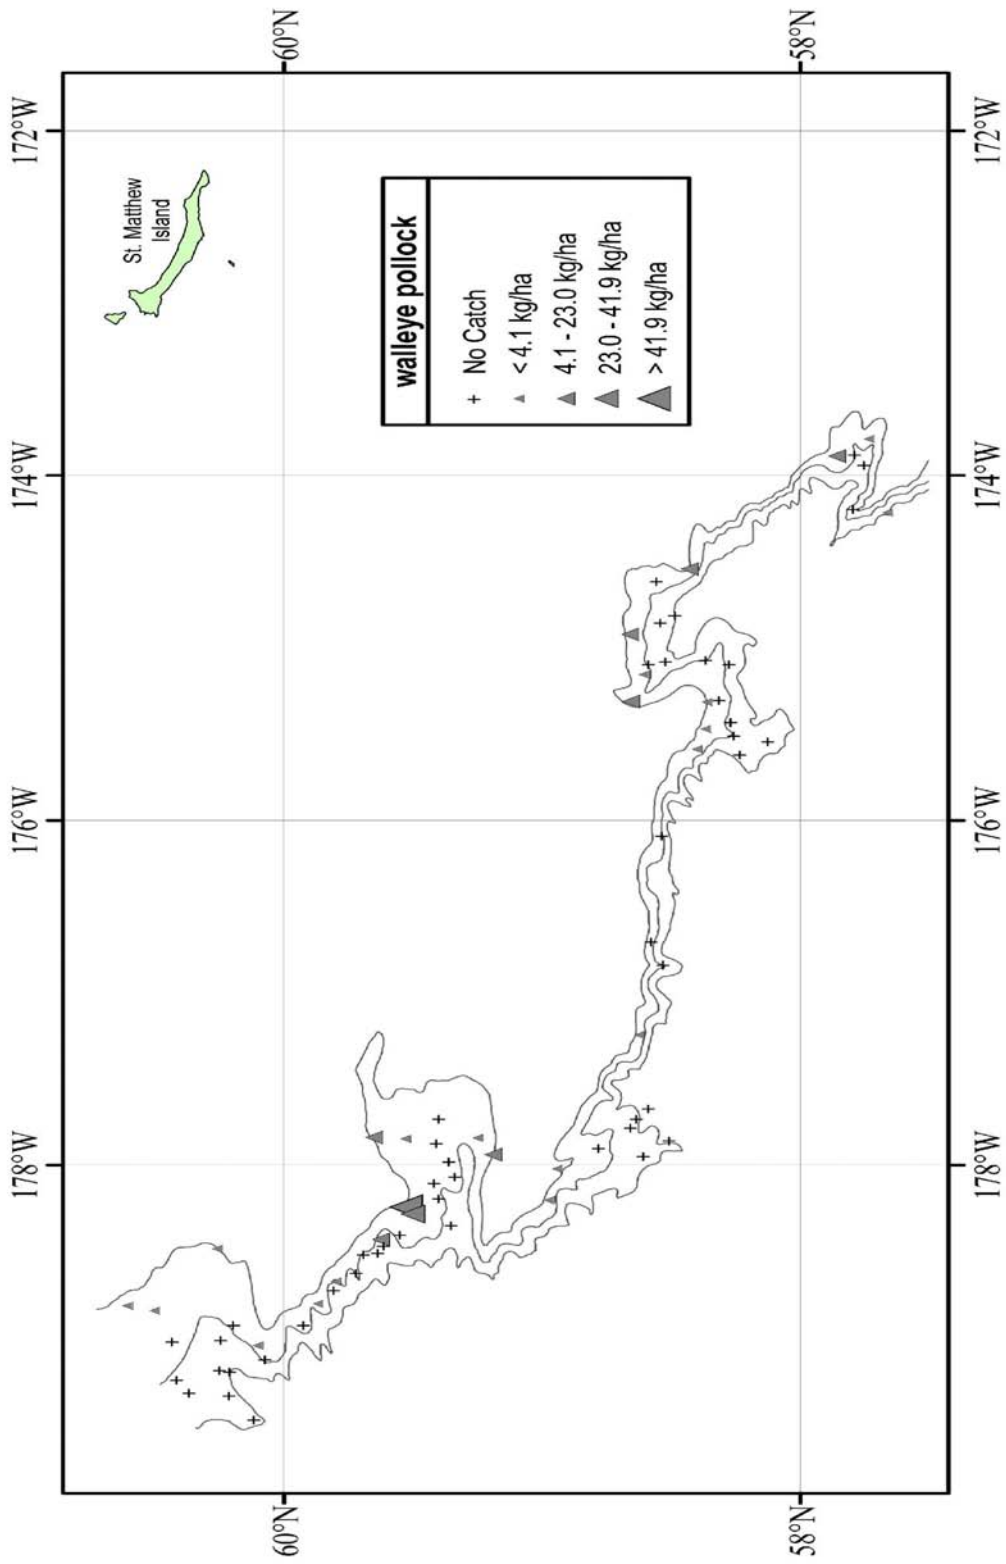 172°W
174°W
176°W
178°W
60°N
58°N
St. Matthew
Island
walleye pollock
No Catch
< 4.1 kg/ha
4.1 - 23.0 kg/ha
23.0 - 41.9 kg/ha
> 41.9 kg/ha
60°N
58°N
172°W
174°W
176°W
178°W